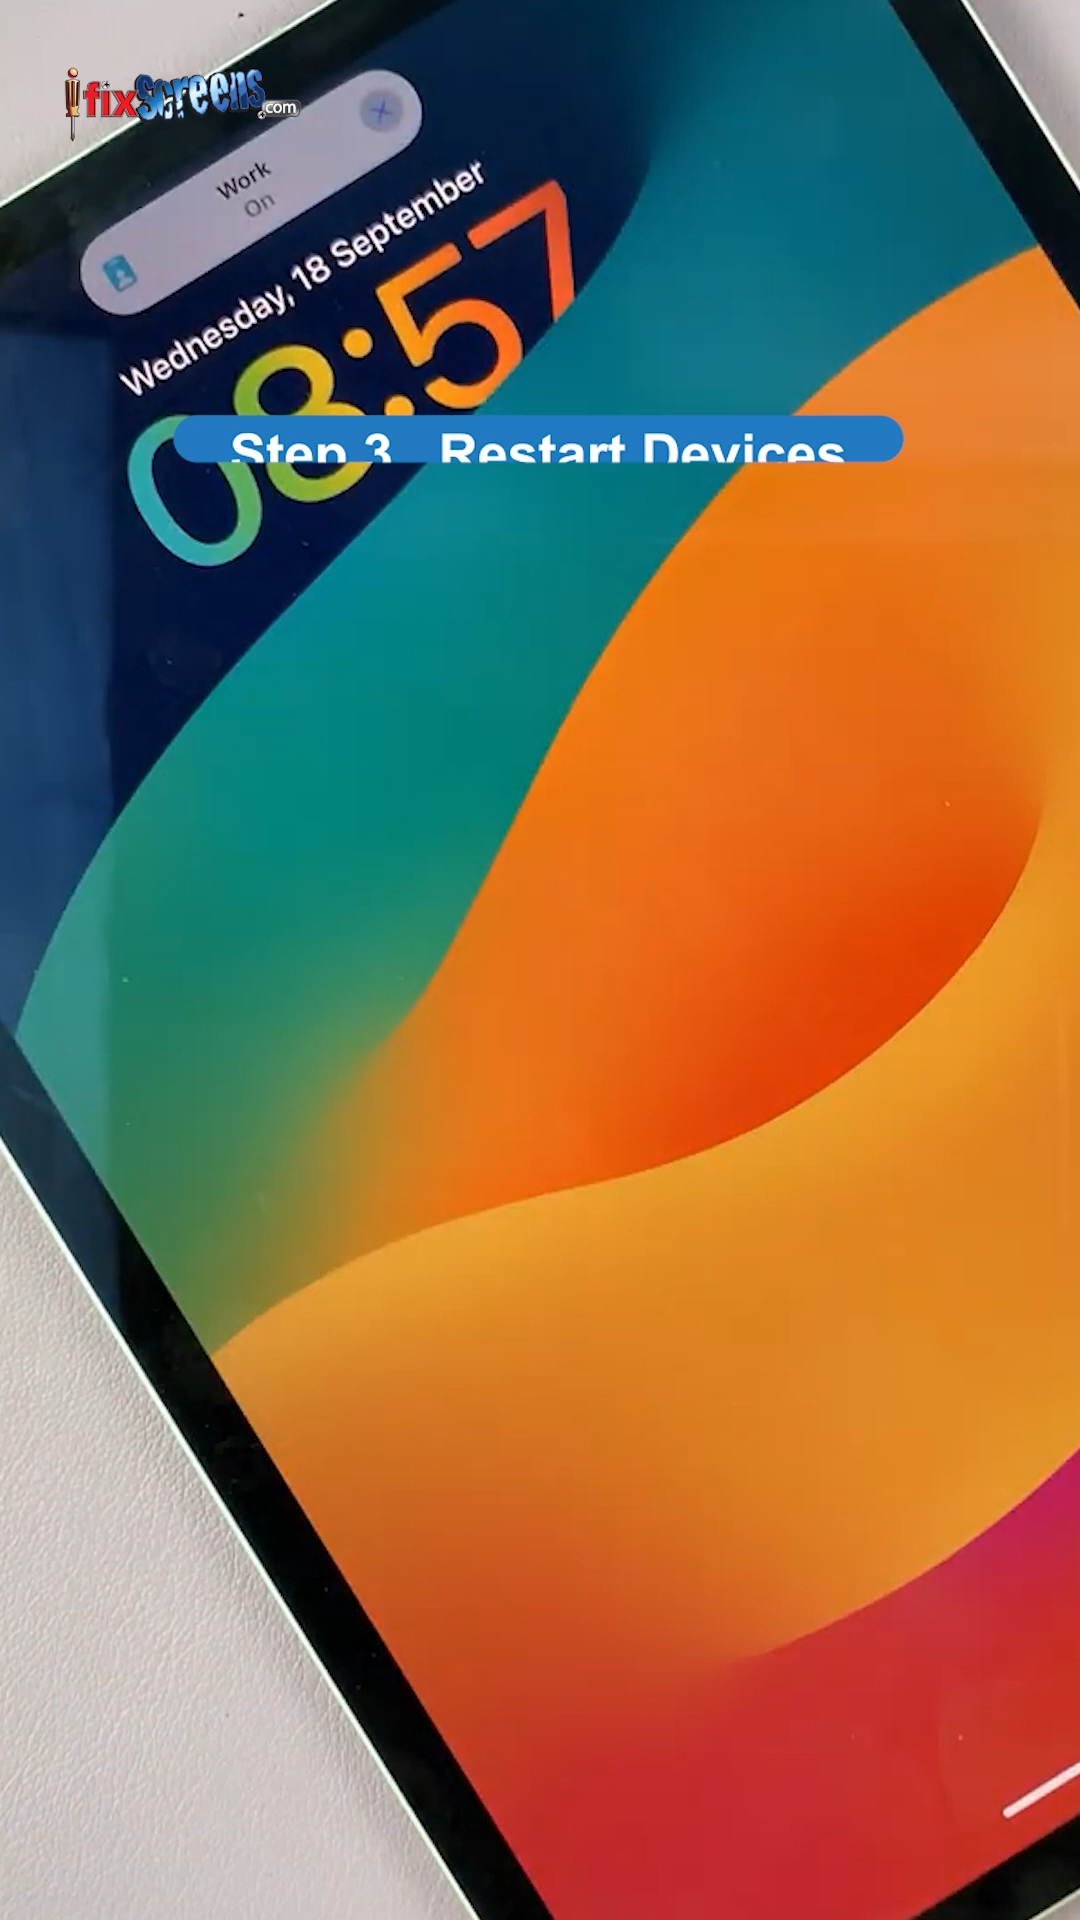 ifixscreens
.com
Work
On
Wednesday, 18 September
08:57
Step 3 Restart Devices